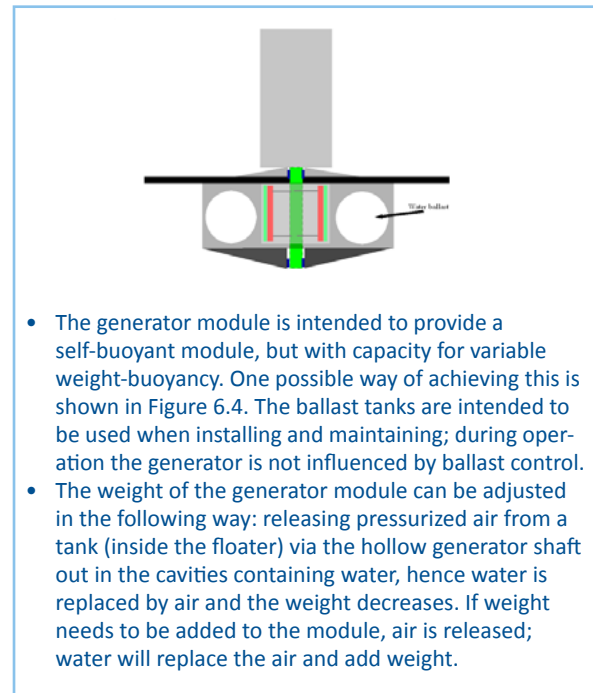 Water ballast
• The generator module is intended to provide a
self-buoyant module, but with capacity for variable
weight-buoyancy. One possible way of achieving this is
shown in Figure 6.4. The ballast tanks are intended to
be used when installing and maintaining; during oper-
ation the generator is not influenced by ballast control.
• The weight of the generator module can be adjusted
in the following way: releasing pressurized air from a
tank (inside the floater) via the hollow generator shaft
out in the cavities containing water, hence water is
replaced by air and the weight decreases. If weight
needs to be added to the module, air is released;
water will replace the air and add weight.